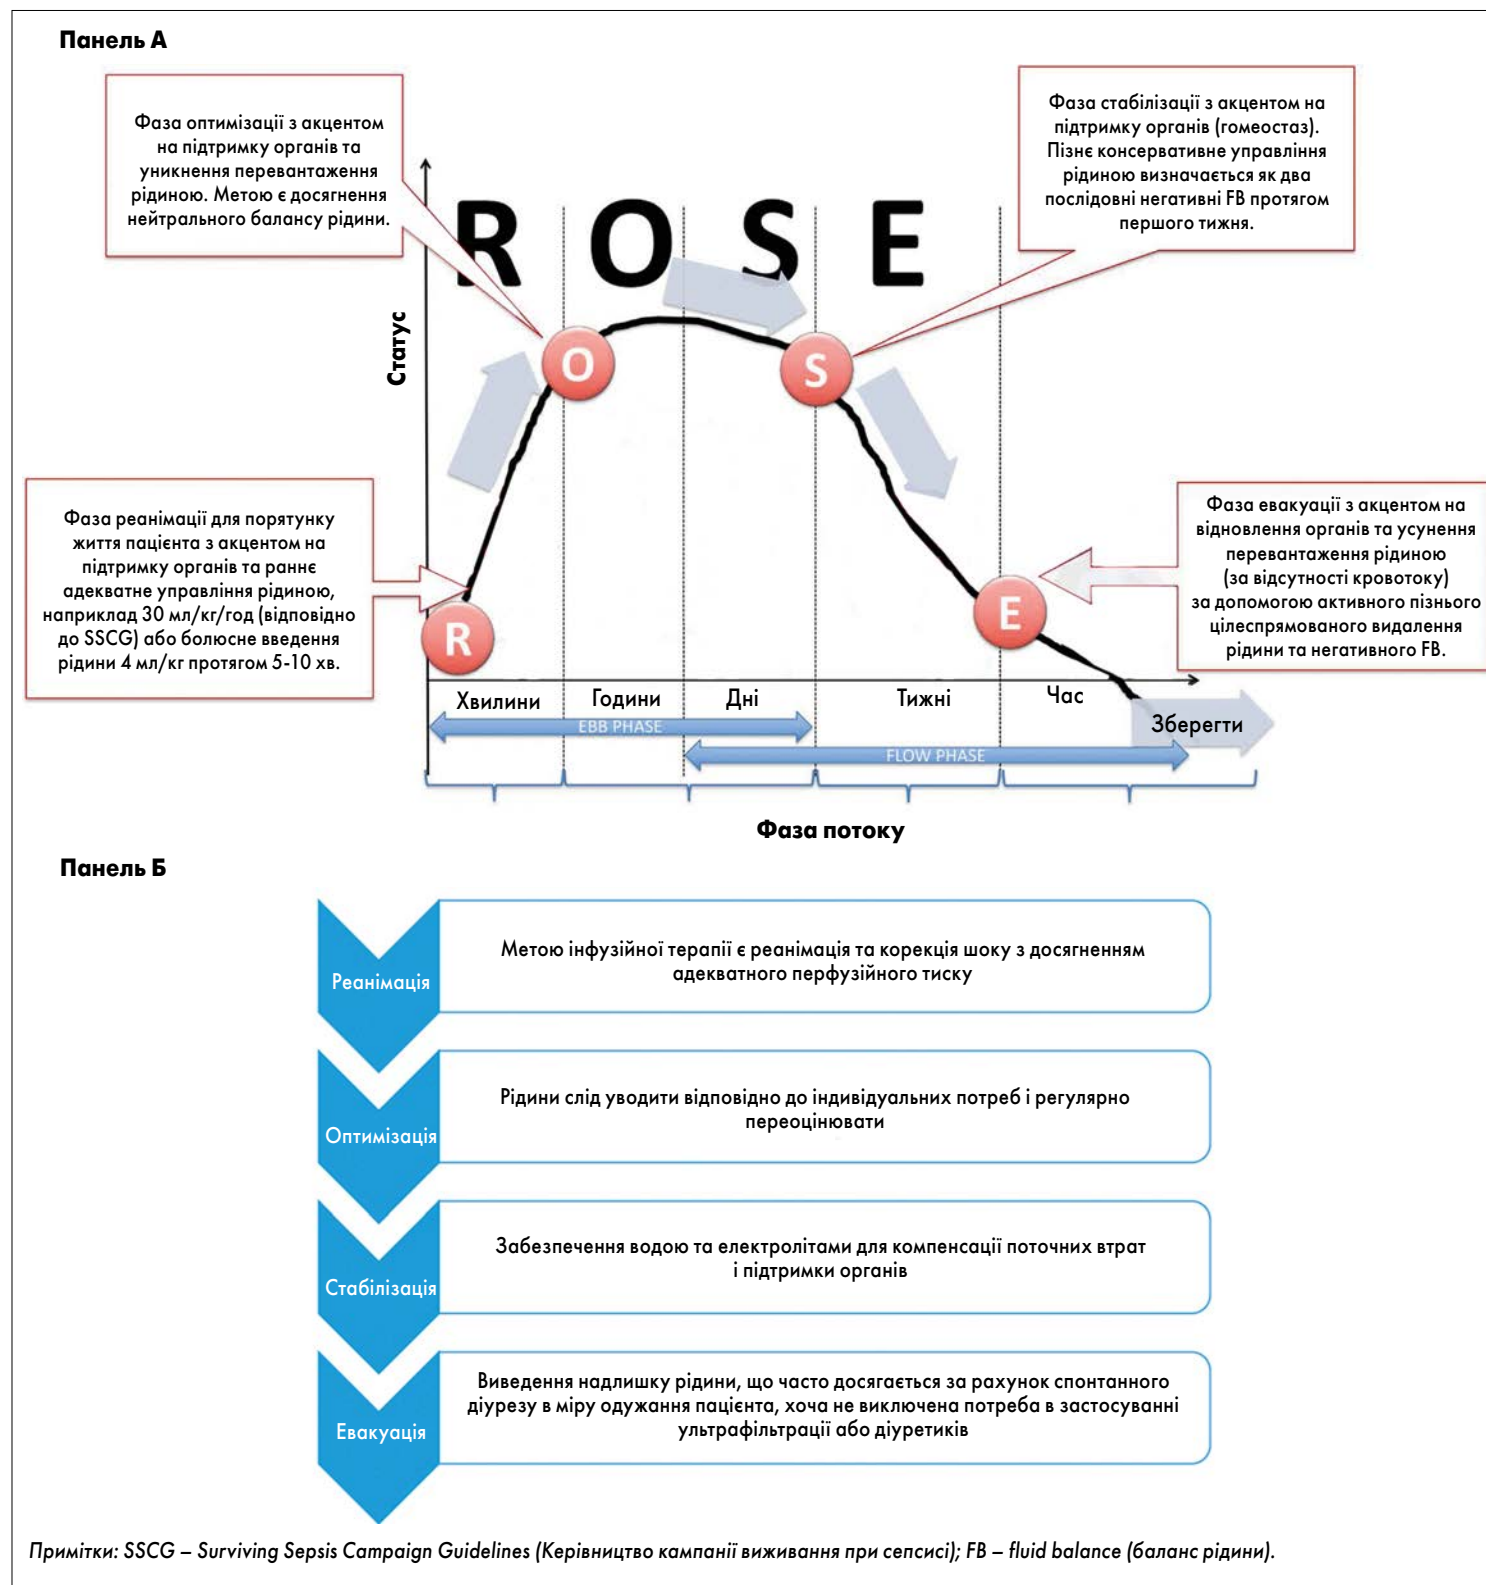 Панель А
Фаза оптимізації з акцентом
на підтримку органів та
уникнення перевантаження
рідиною. Метою є досягнення
нейтрального балансу рідини.
Фаза стабілізації з акцентом на
підтримку органів (гомеостаз).
Пізнє консервативне управління
рідиною визначається як два
послідовні негативні FB протягом
першого тижня.
R O S E
Статус
O
S
Фаза реанімації для порятунку
життя пацієнта з акцентом на
підтримку органів та раннє
адекватне управління рідиною,
наприклад 30 мл/кг/год (відповідно
до SSCG) або болюсне введення
рідини 4 мл/кг протягом 5-10 хв.
R
E
Фаза евакуації з акцентом на
відновлення органів та усунення
перевантаження рідиною
(за відсутності кровотоку)
за допомогою активного пізнього
цілеспрямованого видалення
рідини та негативного FB.
Хвилини Години Дні Тижні Час
EBB PHASE
Зберегти
FLOW PHASE
Фаза потоку
Панель Б
Реанімація
Метою інфузійної терапії є реанімація та корекція шоку з досягненням
адекватного перфузійного тиску
Оптимізація
Рідини слід уводити відповідно до індивідуальних потреб і регулярно
переоцінювати
Стабілізація
Забезпечення водою та електролітами для компенсації поточних втрат
і підтримки органів
Евакуація
Виведення надлишку рідини, що часто досягається за рахунок спонтанного
діурезу в міру одужання пацієнта, хоча не виключена потреба в застосуванні
ультрафільтрації або діуретиків
Примітки: SSCG – Surviving Sepsis Campaign Guidelines (Керівництво кампанії виживання при сепсисі); FB – fluid balance (баланс рідини).